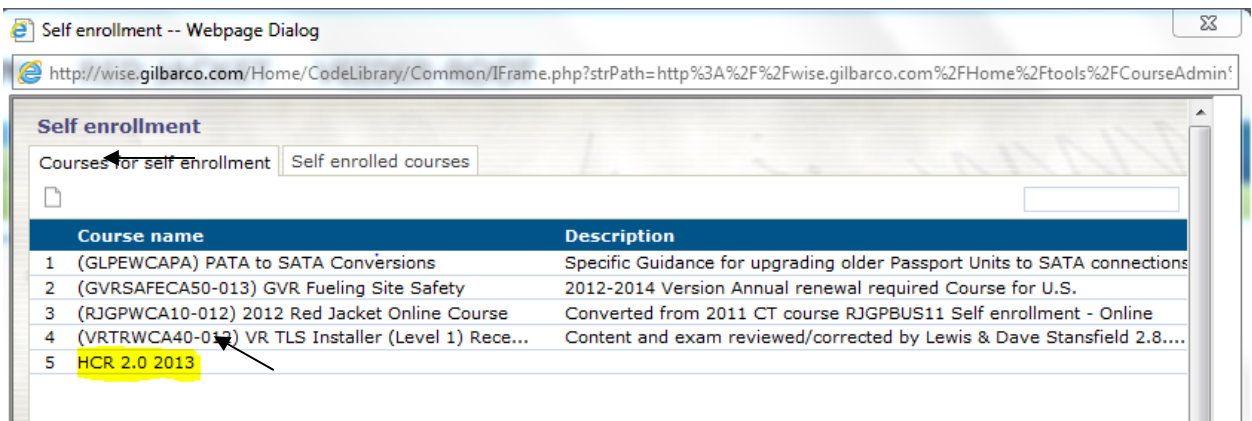 Self enrollment -- Webpage Dialog
http://wise.gilbarco.com/Home/CodeLibrary/Common/IFrame.php?strPath=http%3A%2F%2Fwise.gilbarco.com%2FHome%2Ftools%2FCourseAdmin%
Self enrollment
Courses for self enrollment Self enrolled courses
Course name Description
1 (GLPEWCAPA) PATA to SATA Conversions Specific Guidance for upgrading older Passport Units to SATA connections
2 (GVRSAFECA50-013) GVR Fueling Site Safety 2012-2014 Version Annual renewal required Course for U.S.
3 (RJGPWCA10-012) 2012 Red Jacket Online Course Converted from 2011 CT course RJGPBUS11 Self enrollment - Online
4 (VRTRWCA40-012) VR TLS Installer (Level 1) Rece... Content and exam reviewed/corrected by Lewis & Dave Stansfield 2.8....
5 HCR 2.0 2013